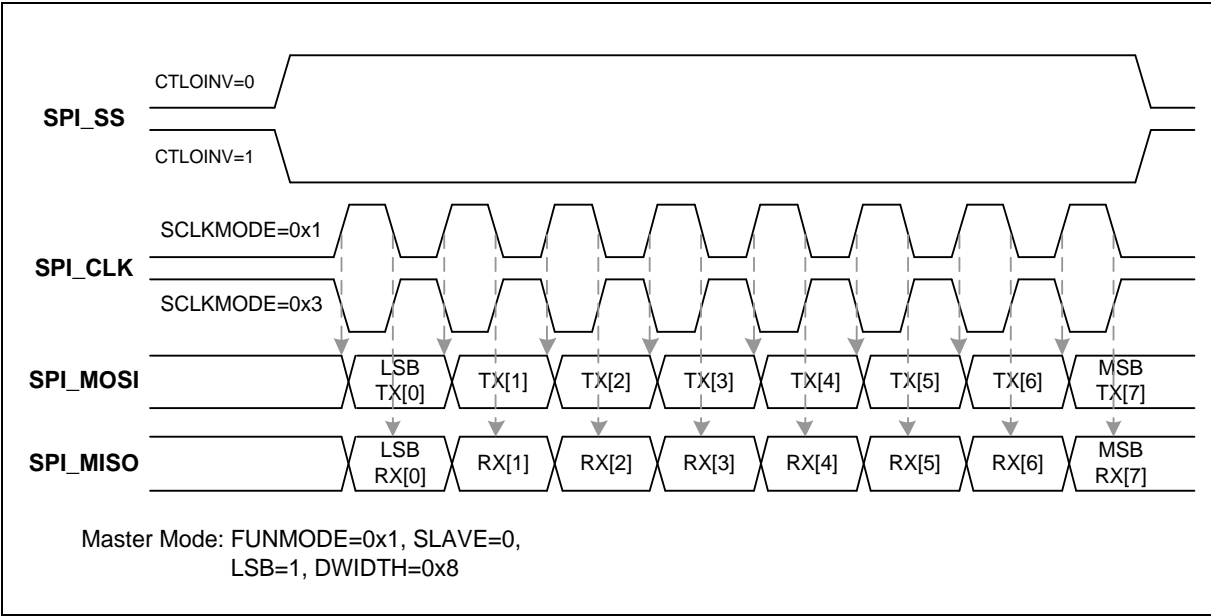 CTLOINV=0
SPI_SS
CTLOINV=1
SCLKMODE=0x1
SPI_CLK
SCLKMODE=0x3
SPI_MOSI LSB TX[0] TX[1] TX[2] TX[3] TX[4] TX[5] TX[6] MSB TX[7]
SPI_MISO LSB RX[0] RX[1] RX[2] RX[3] RX[4] RX[5] RX[6] MSB RX[7]
Master Mode: FUNMODE=0x1, SLAVE=0,
LSB=1, DWIDTH=0x8